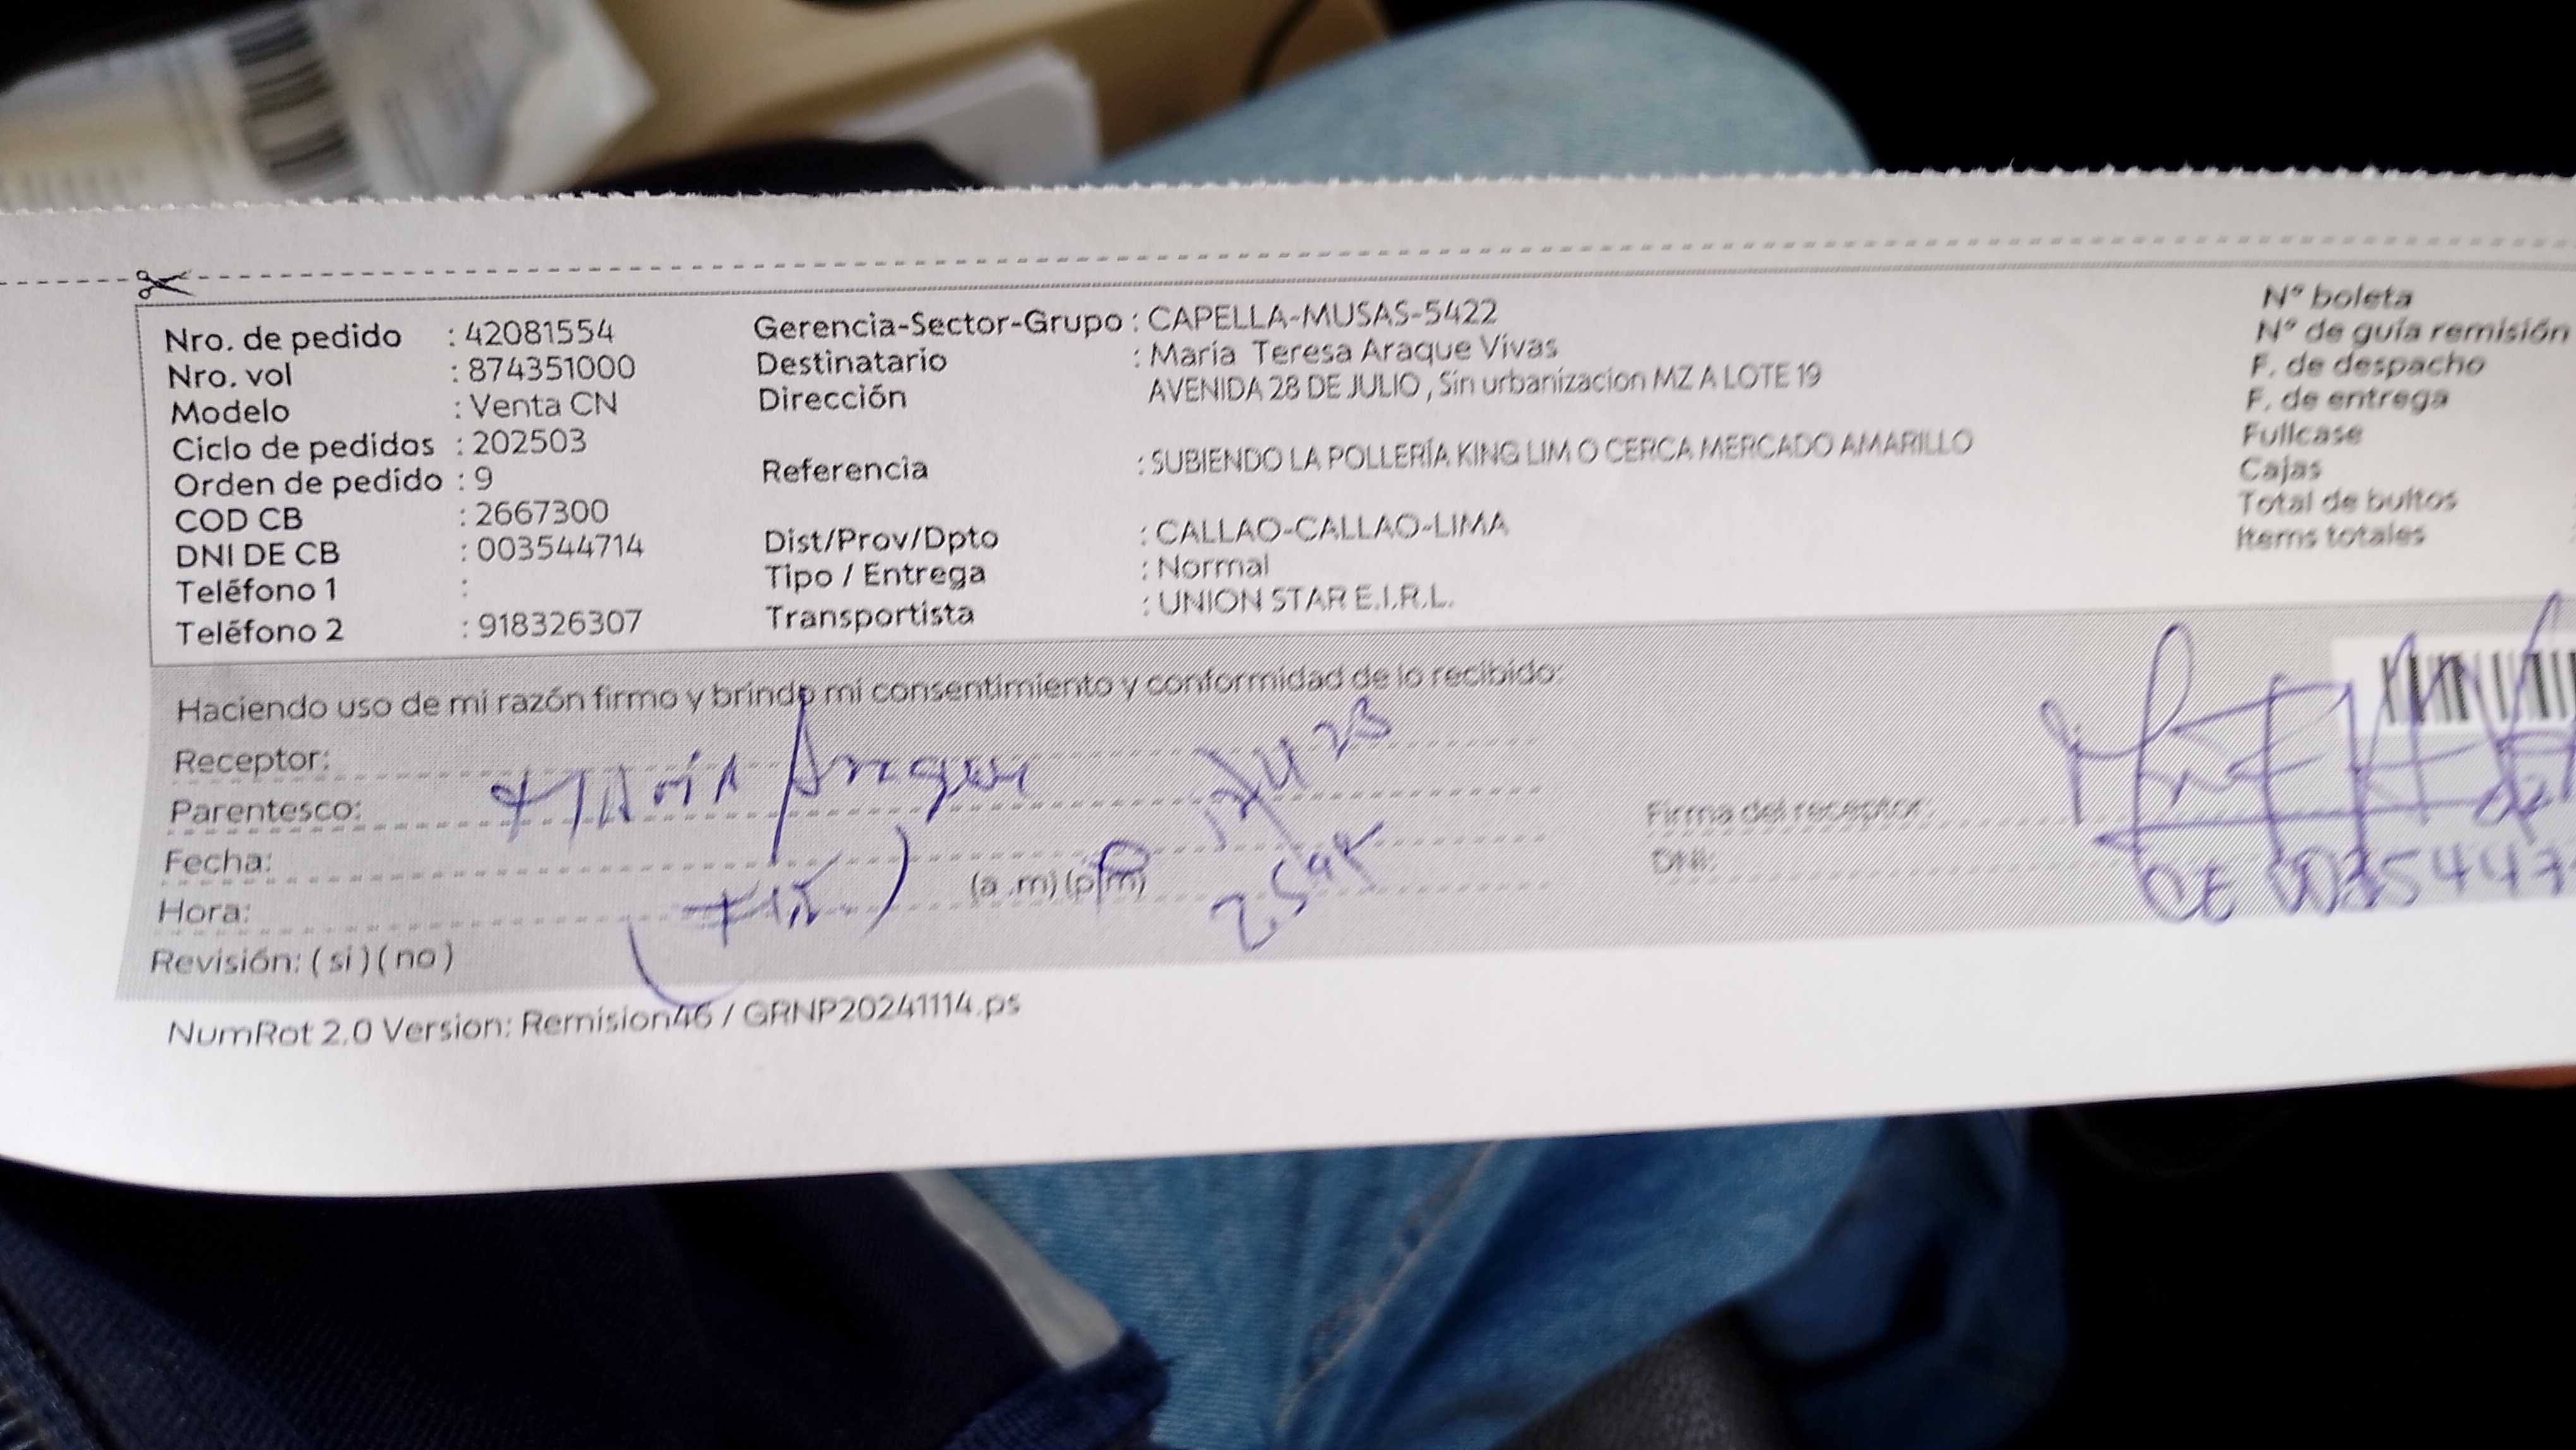 Nro. de pedido : 42081554
Nro. vol : 874351000
Modelo : Venta CN
Ciclo de pedidos : 202503
Orden de pedido : 9
COD CB : 2667300
DNI DE CB : 003544714
Teléfono 1 :
Teléfono 2 : 918326307
Gerencia-Sector-Grupo : CAPELLA-MUSAS-5422
Destinatario : Maria Teresa Araque Vivas
Dirección AVENIDA 28 DE JULIO , Sin urbanizacion MZ A LOTE 19
Referencia : SUBIENDO LA POLLERÍA KING LIM O CERCA MERCADO AMARILLO
Dist/Prov/Dpto : CALLAO-CALLAO-LIMA
Tipo / Entrega : Normal
Transportista : UNION STAR E.I.R.L.
N° boleta
N° de guía remisión
F. de despacho
F. de entrega
Fullcase
Cajas
Total de bultos
Items totales
Haciendo uso de mi razón firmo y brindo mi consentimiento y conformidad de lo recibido:
Receptor:
María Araque
Parentesco:
Fecha:
Hora: (a .m) (p.m)
Revisión: ( si ) ( no )
Firma del receptor:
DNI:
NumRot 2.0 Version: Remision46 / GRNP20241114.ps